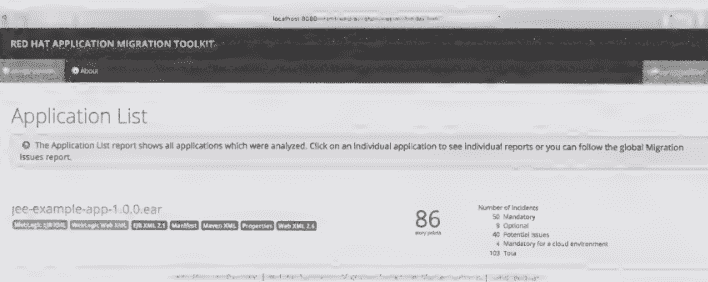 localhost:8080
RED HAT APPLICATION MIGRATION TOOLKIT
About
Application List
The Application List report shows all applications which were analyzed. Click on an individual application to see individual reports or you can follow the global Migration
Issues report.
jee-example-app-1.0.0.ear
WebLogic EJB XML WebLogic Web XML EJB XML 2.1 Manifest Maven XML Properties Web XML 2.4
86
story points
Number of Incidents
50 Mandatory
9 Optional
40 Potential Issues
4 Mandatory for a cloud environment
103 Total